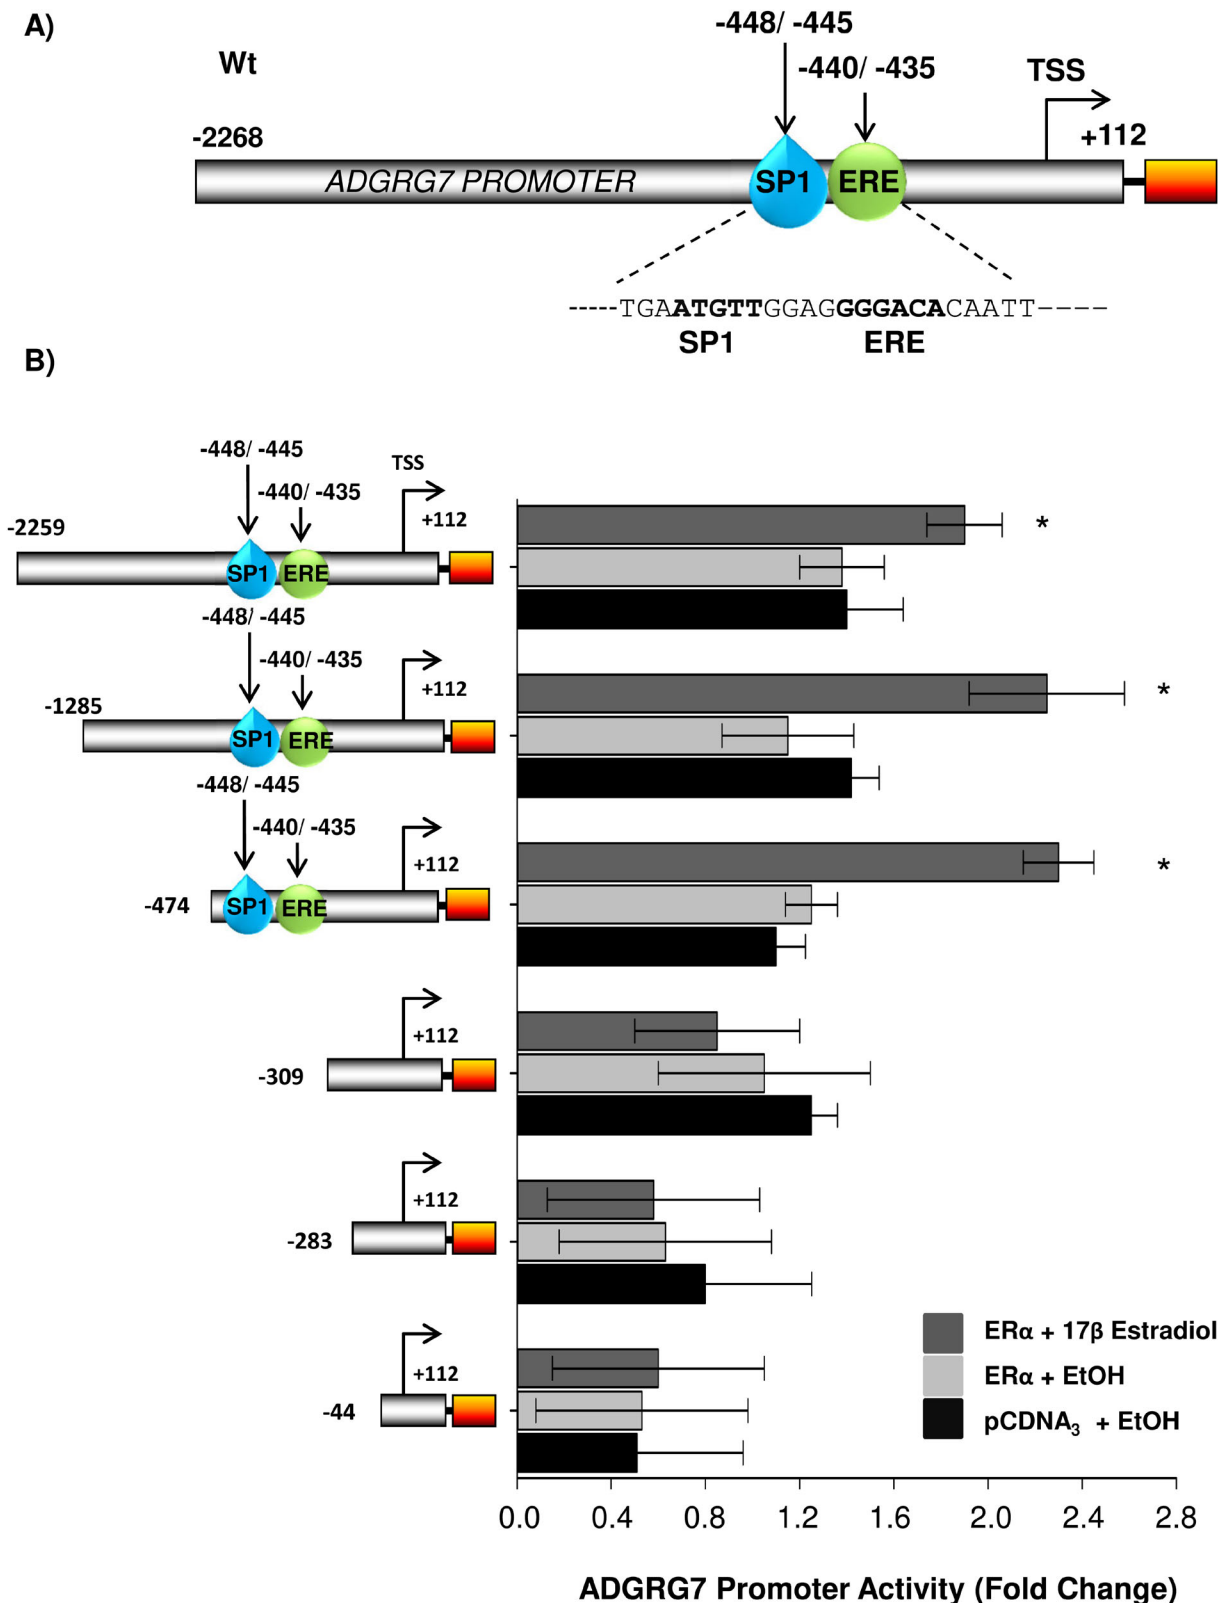 A)
-448/ -445
Wt
-440/ -435
TSS
-2268
+112
ADGRG7 PROMOTER
SP1
ERE
-----TGAATGTTGGAGGGGACACAATT----
SP1
ERE
B)
-448/ -445
-440/ -435
TSS
+112
-2259
SP1
ERE
-448/ -445
-440/ -435
+112
-1285
SP1
ERE
-448/ -445
-440/ -435
+112
-474
SP1
ERE
+112
-309
+112
-283
+112
-44
*
*
*
ERα + 17β Estradiol
ERα + EtOH
pCDNA₃ + EtOH
0.0 0.4 0.8 1.2 1.6 2.0 2.4 2.8
ADGRG7 Promoter Activity (Fold Change)